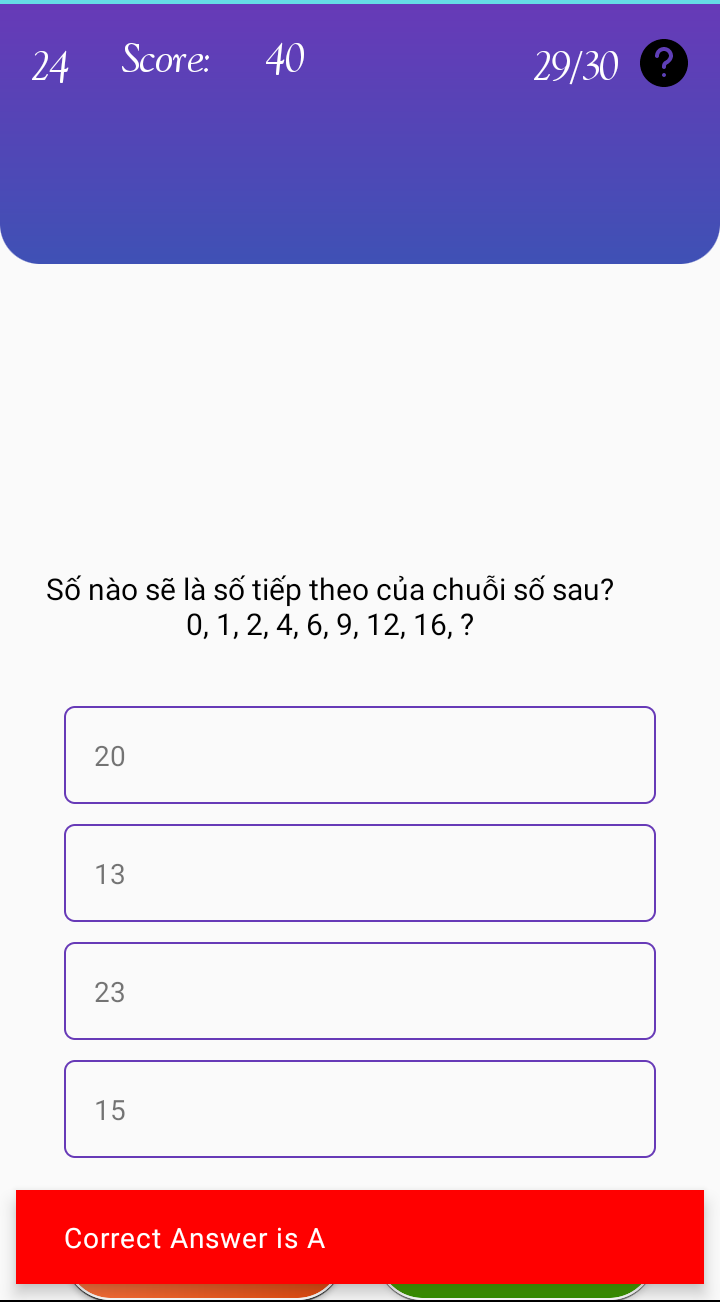 24 Score: 40 29/30 ?
Số nào sẽ là số tiếp theo của chuỗi số sau?
0, 1, 2, 4, 6, 9, 12, 16, ?
20
13
23
15
Correct Answer is A